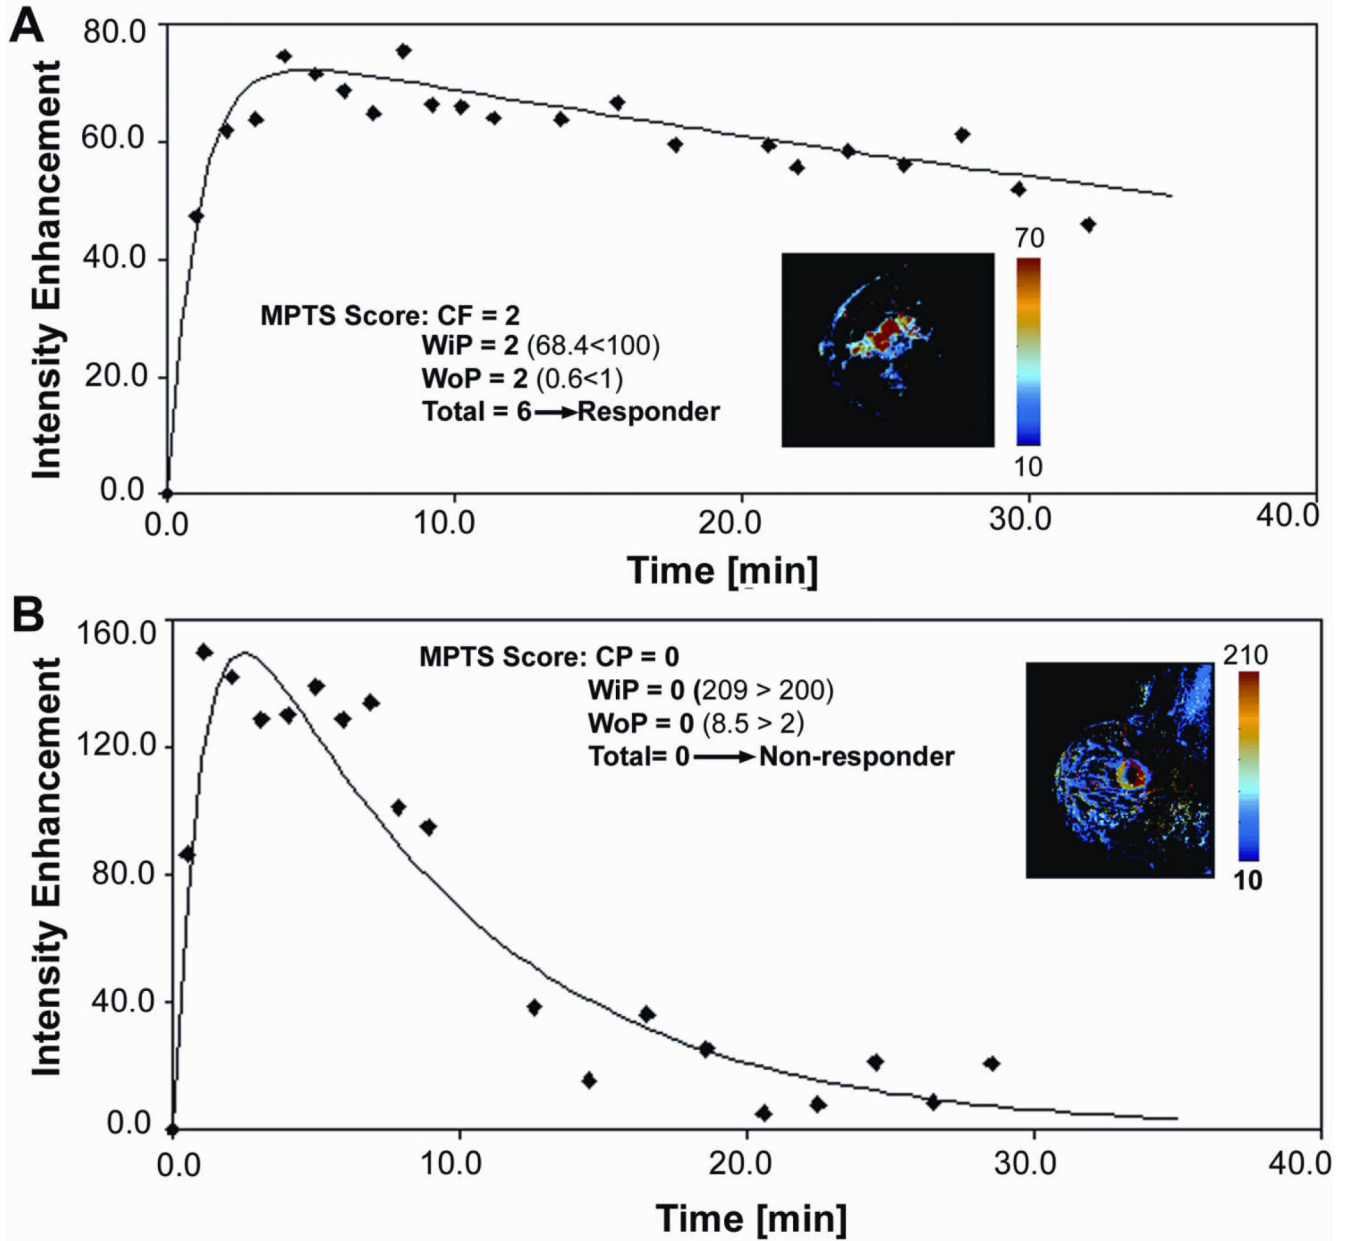 A
80.0
60.0
40.0
20.0
0.0
Intensity Enhancement
MPTS Score: CF = 2
WiP = 2 (68.4<100)
WoP = 2 (0.6<1)
Total = 6→Responder
70
10
0.0 10.0 20.0 30.0 40.0
Time [min]
B
160.0
120.0
80.0
40.0
0.0
Intensity Enhancement
MPTS Score: CP = 0
WiP = 0 (209 > 200)
WoP = 0 (8.5 > 2)
Total= 0→Non-responder
210
10
0.0 10.0 20.0 30.0 40.0
Time [min]